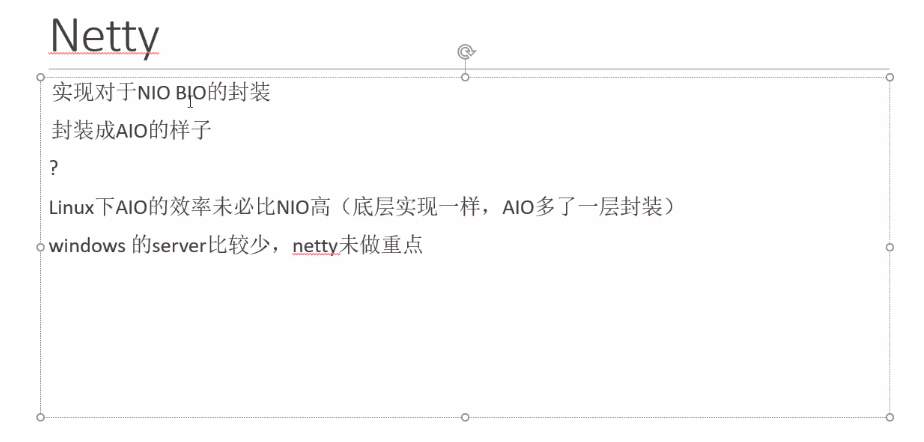 Netty
实现对于NIO BIO的封装
封装成AIO的样子
?
Linux下AIO的效率未必比NIO高（底层实现一样，AIO多了一层封装）
windows 的server比较少，netty未做重点